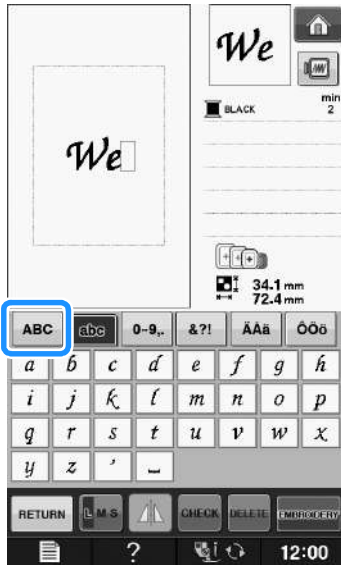 We
We
BLACK
min
2
34.1 mm
72.4 mm
ABC abc 0-9,. &?! ÄAä ÔÖö
a b c d e f g h
i j k l m n o p
q r s t u v w x
y z ’ ⎵
RETURN L M S CHECK DELETE EMBROIDERY
? 12:00